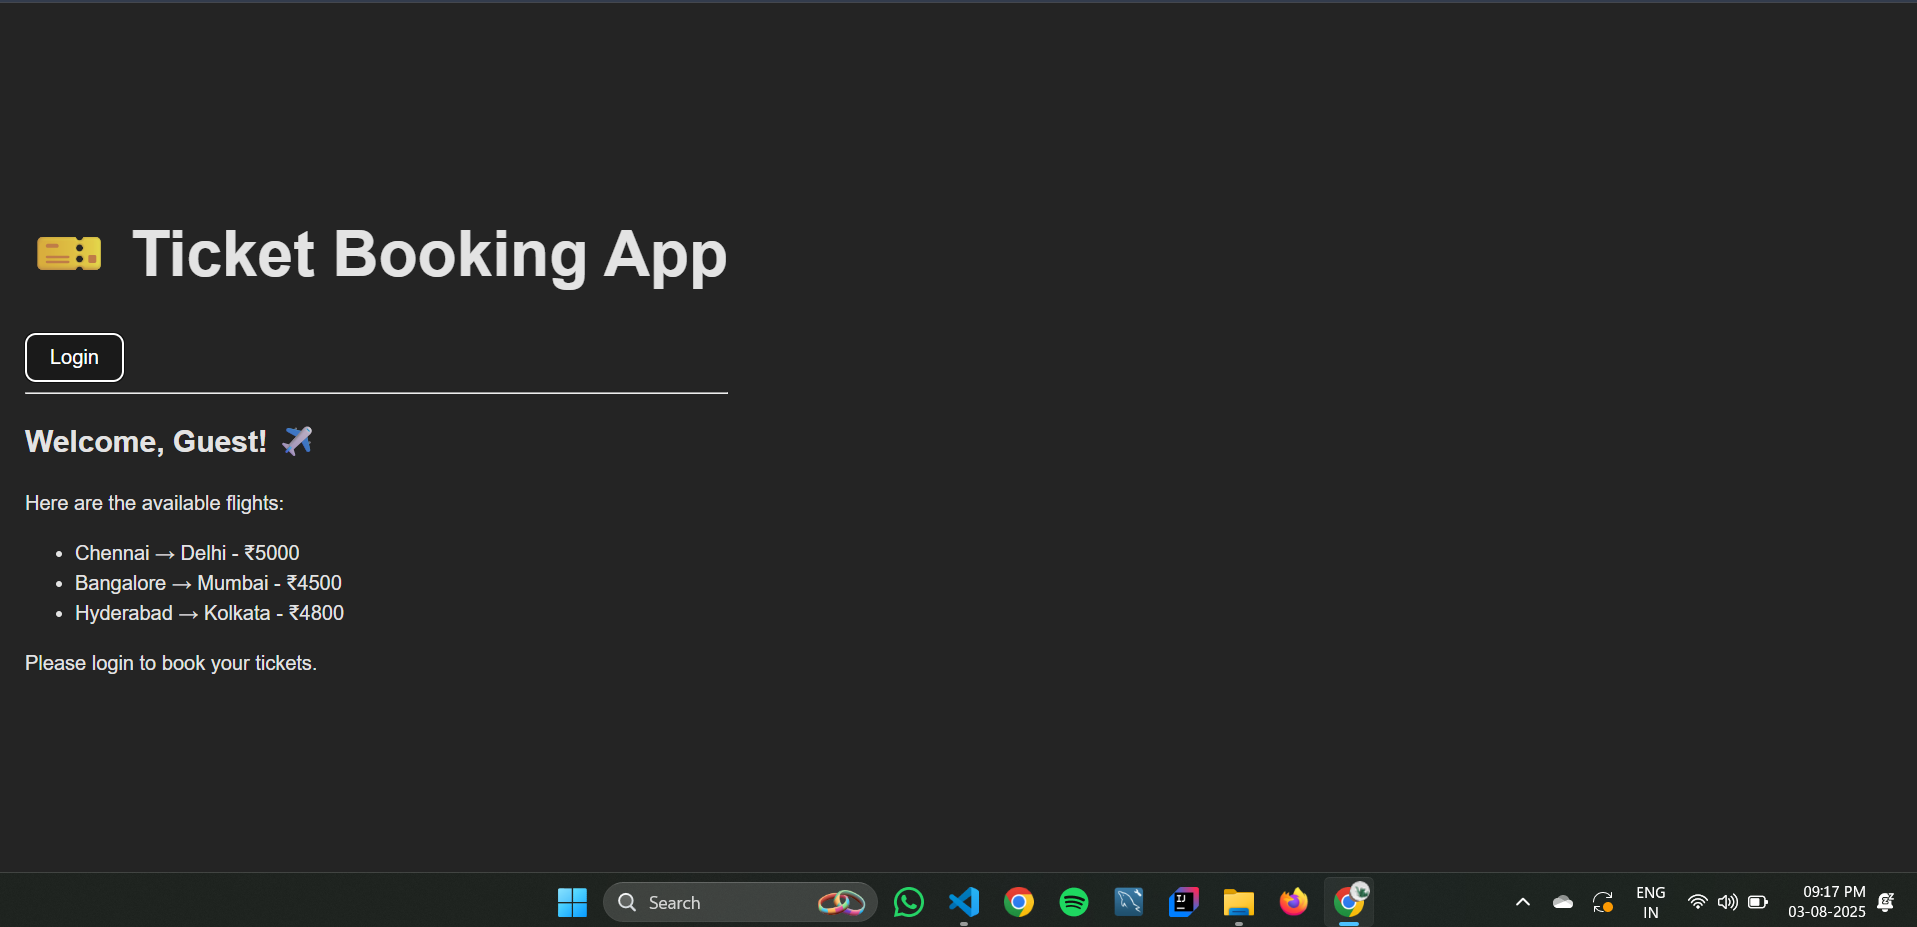 🎫 Ticket Booking App
Login
Welcome, Guest! ✈️
Here are the available flights:
• Chennai → Delhi - ₹5000
• Bangalore → Mumbai - ₹4500
• Hyderabad → Kolkata - ₹4800
Please login to book your tickets.
Search
ENG
IN
09:17 PM
03-08-2025